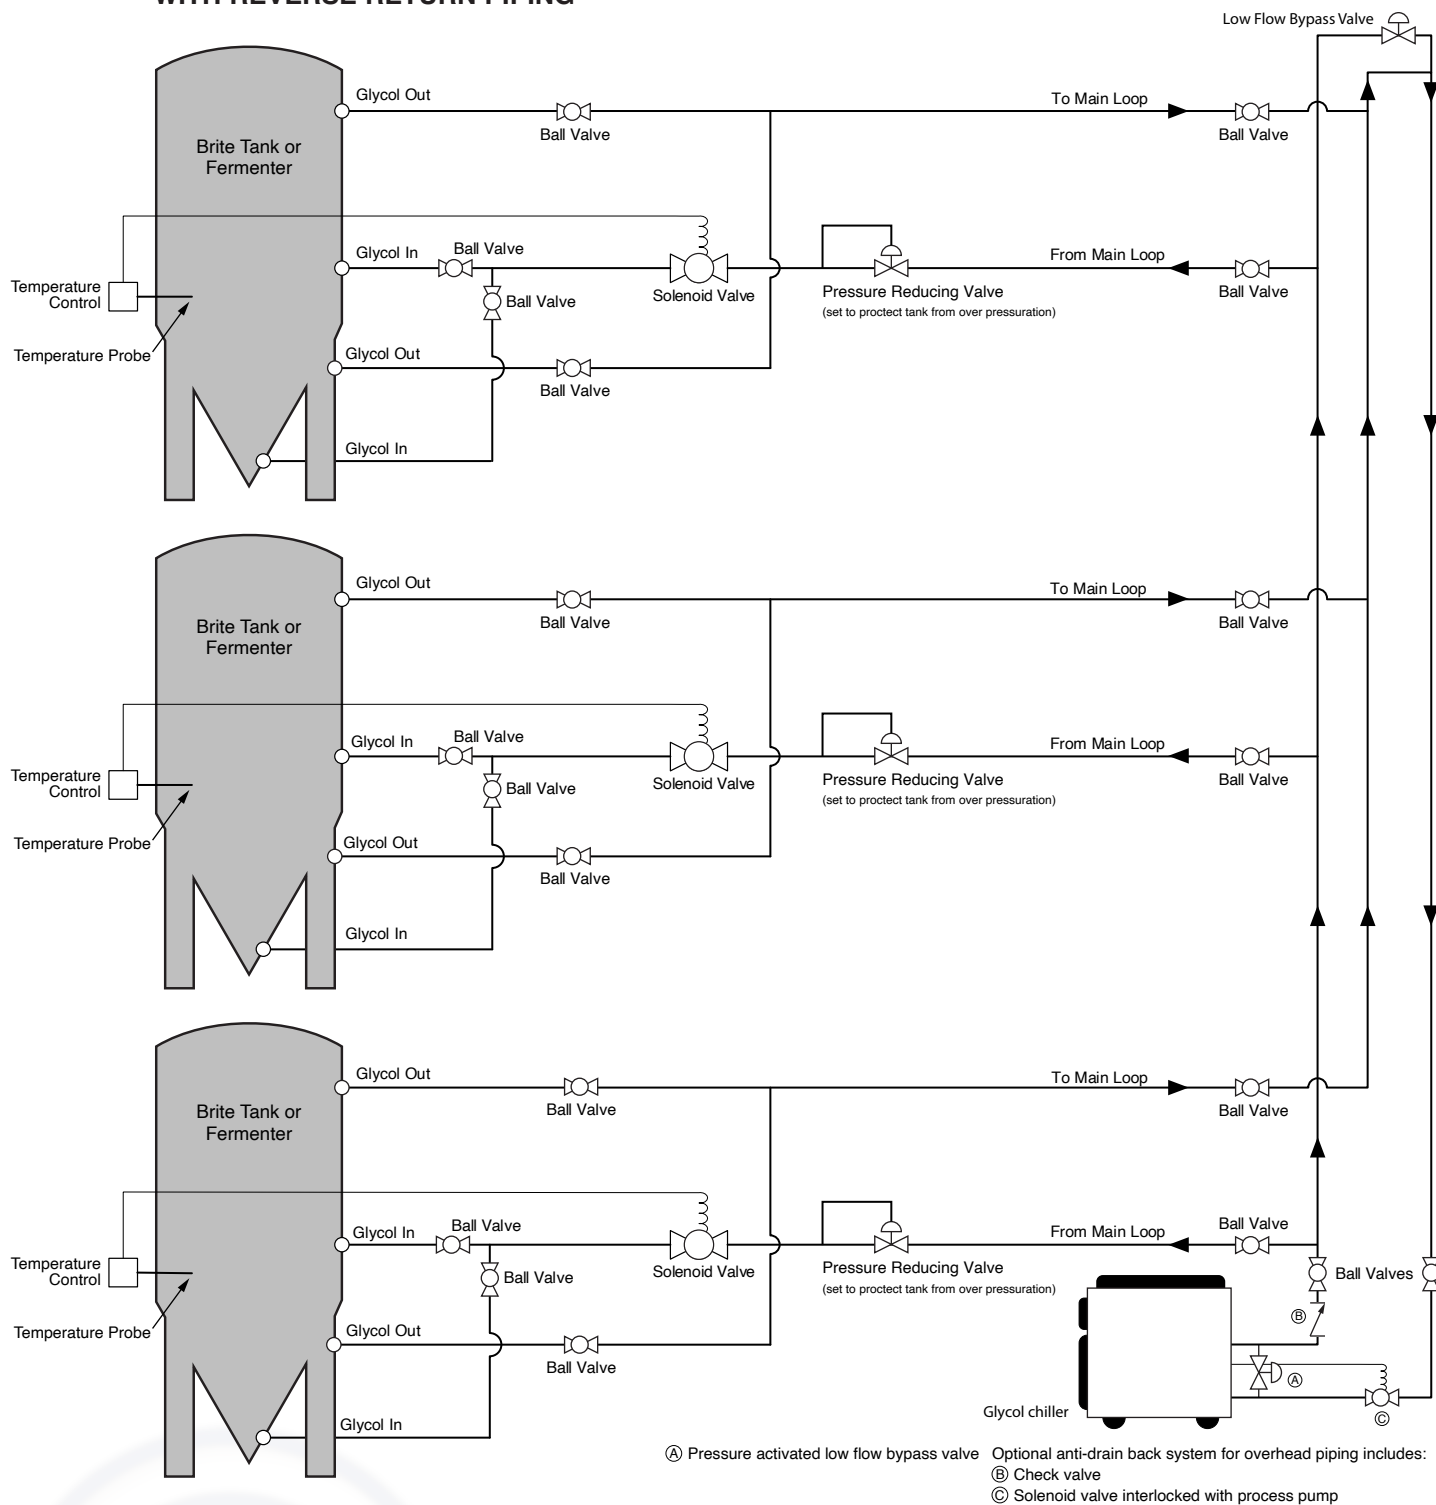 WITH REVERSE RETURN PIPING
Low Flow Bypass Valve
Glycol Out
Ball Valve
To Main Loop
Ball Valve
Brite Tank or
Fermenter
Glycol In
Ball Valve
Solenoid Valve
Pressure Reducing Valve
(set to proctect tank from over pressuration)
From Main Loop
Ball Valve
Temperature
Control
Ball Valve
Temperature Probe
Glycol Out
Ball Valve
Glycol In
Glycol Out
Ball Valve
To Main Loop
Ball Valve
Brite Tank or
Fermenter
Glycol In
Ball Valve
Solenoid Valve
Pressure Reducing Valve
(set to proctect tank from over pressuration)
From Main Loop
Ball Valve
Temperature
Control
Ball Valve
Temperature Probe
Glycol Out
Ball Valve
Glycol In
Glycol Out
Ball Valve
To Main Loop
Ball Valve
Brite Tank or
Fermenter
Glycol In
Ball Valve
Solenoid Valve
Pressure Reducing Valve
(set to proctect tank from over pressuration)
From Main Loop
Ball Valve
Temperature
Control
Ball Valve
Ball Valves
Temperature Probe
Glycol Out
Ball Valve
B
A
Glycol In
Glycol chiller
C
A Pressure activated low flow bypass valve
Optional anti-drain back system for overhead piping includes:
B Check valve
C Solenoid valve interlocked with process pump